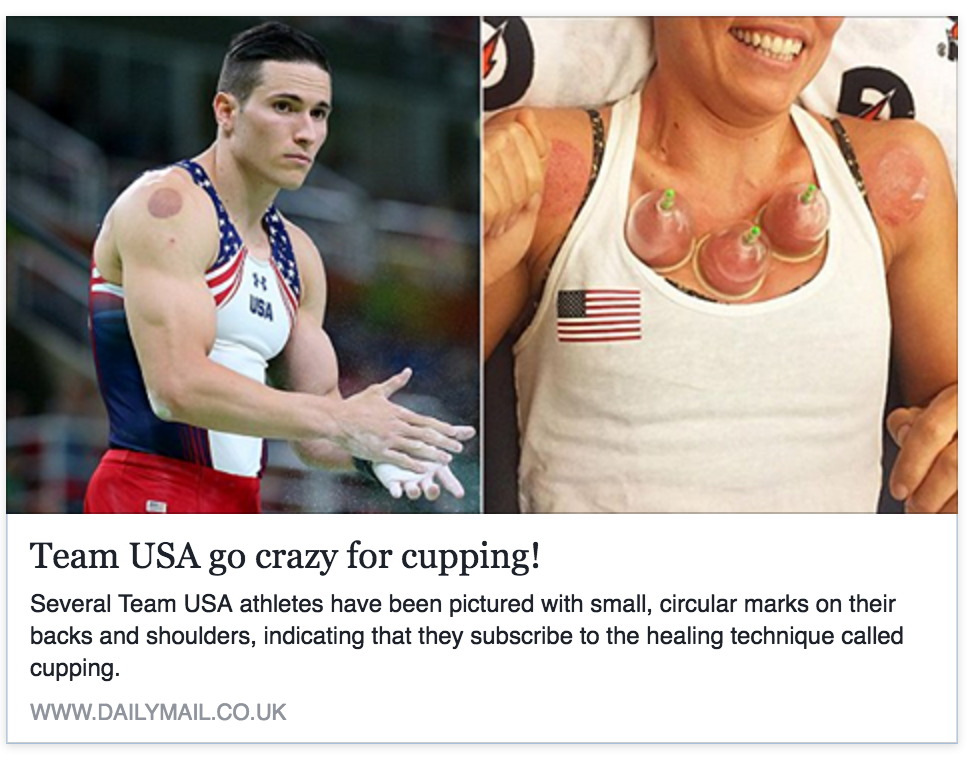 USA
Team USA go crazy for cupping!
Several Team USA athletes have been pictured with small, circular marks on their
backs and shoulders, indicating that they subscribe to the healing technique called
cupping.
WWW.DAILYMAIL.CO.UK